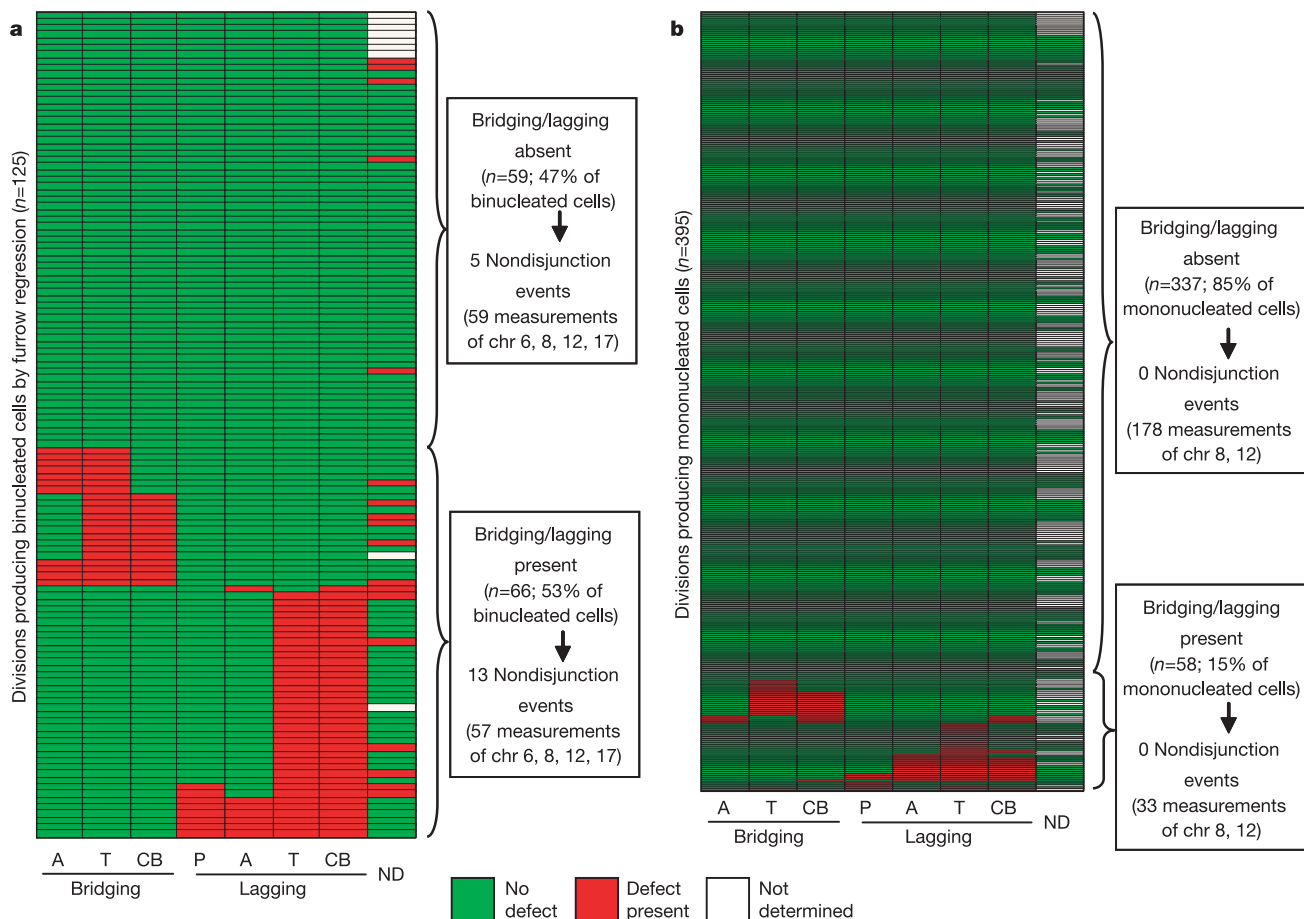 a
Divisions producing binucleated cells by furrow regression (n=125)
Bridging/lagging
absent
(n=59; 47% of
binucleated cells)
5 Nondisjunction
events
(59 measurements
of chr 6, 8, 12, 17)
Bridging/lagging
present
(n=66; 53% of
binucleated cells)
13 Nondisjunction
events
(57 measurements
of chr 6, 8, 12, 17)
A T CB P A T CB ND
Bridging Lagging
b
Divisions producing mononucleated cells (n=395)
Bridging/lagging
absent
(n=337; 85% of
mononucleated cells)
0 Nondisjunction
events
(178 measurements
of chr 8, 12)
Bridging/lagging
present
(n=58; 15% of
mononucleated cells)
0 Nondisjunction
events
(33 measurements
of chr 8, 12)
A T CB P A T CB ND
Bridging Lagging
No
defect
Defect
present
Not
determined